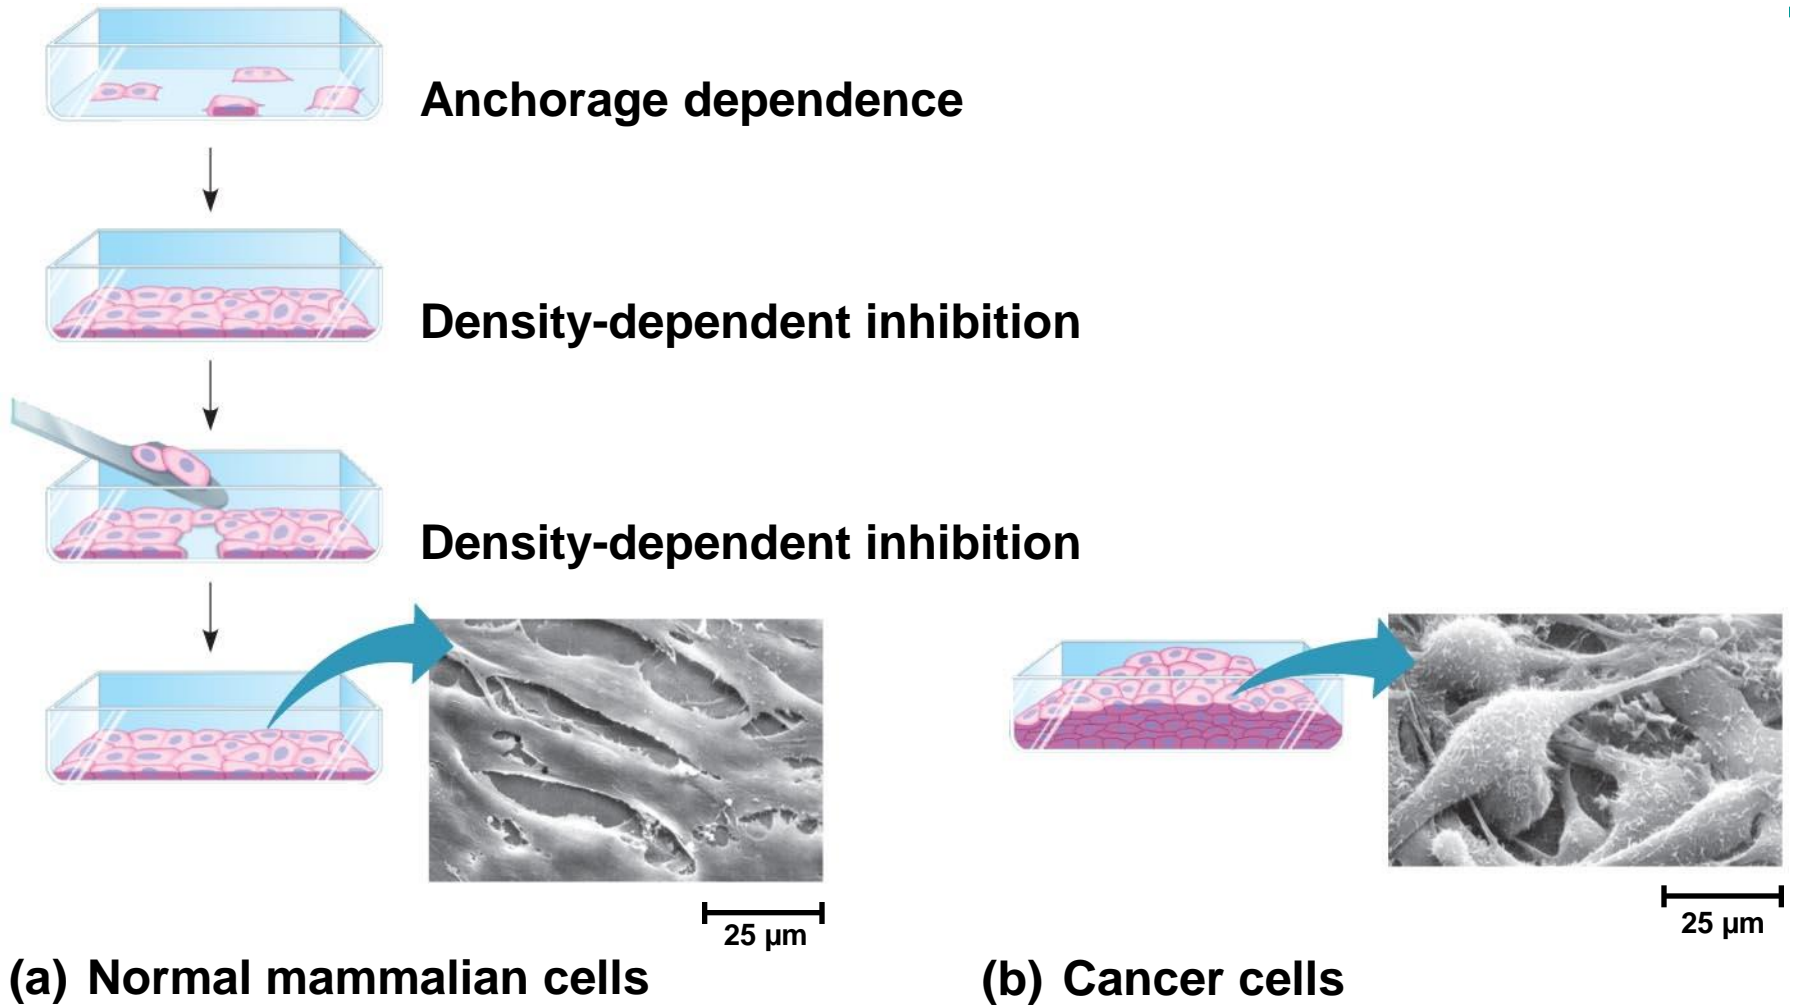 Anchorage dependence
Density-dependent inhibition
Density-dependent inhibition
25 µm
25 µm
(a) Normal mammalian cells
(b) Cancer cells